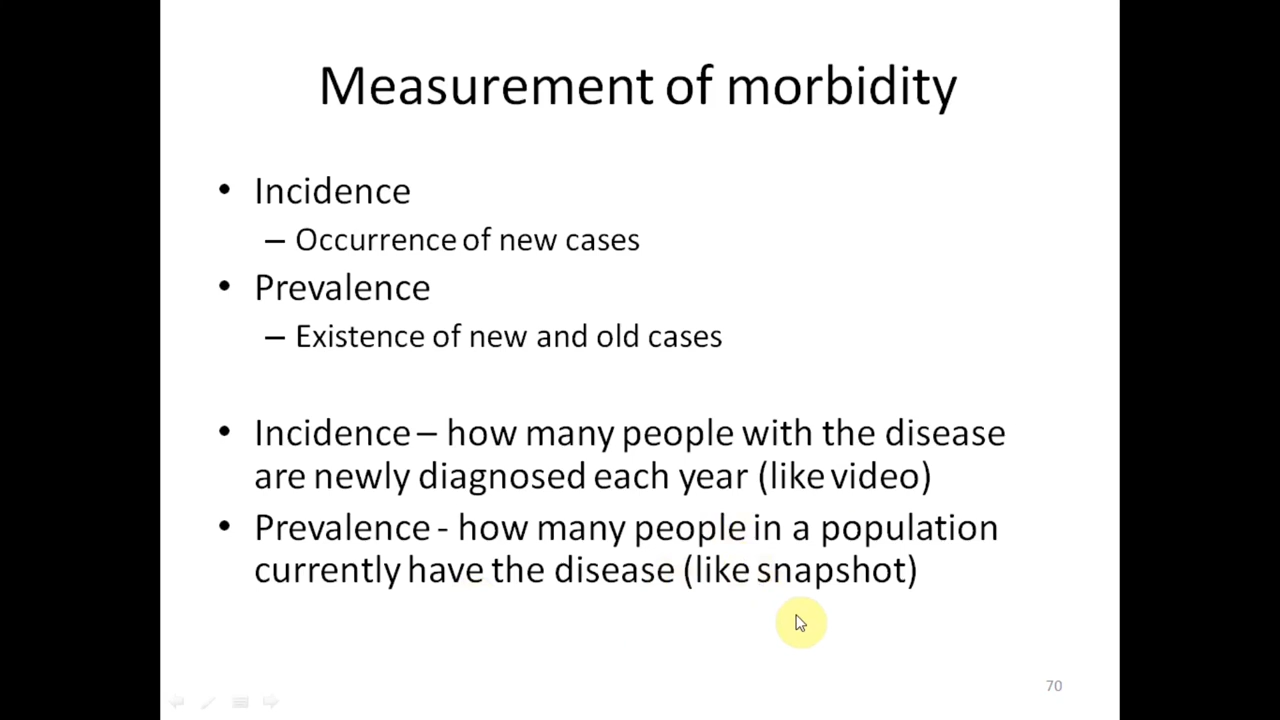 Measurement of morbidity
• Incidence
– Occurrence of new cases
• Prevalence
– Existence of new and old cases
• Incidence – how many people with the disease
are newly diagnosed each year (like video)
• Prevalence - how many people in a population
currently have the disease (like snapshot)
70